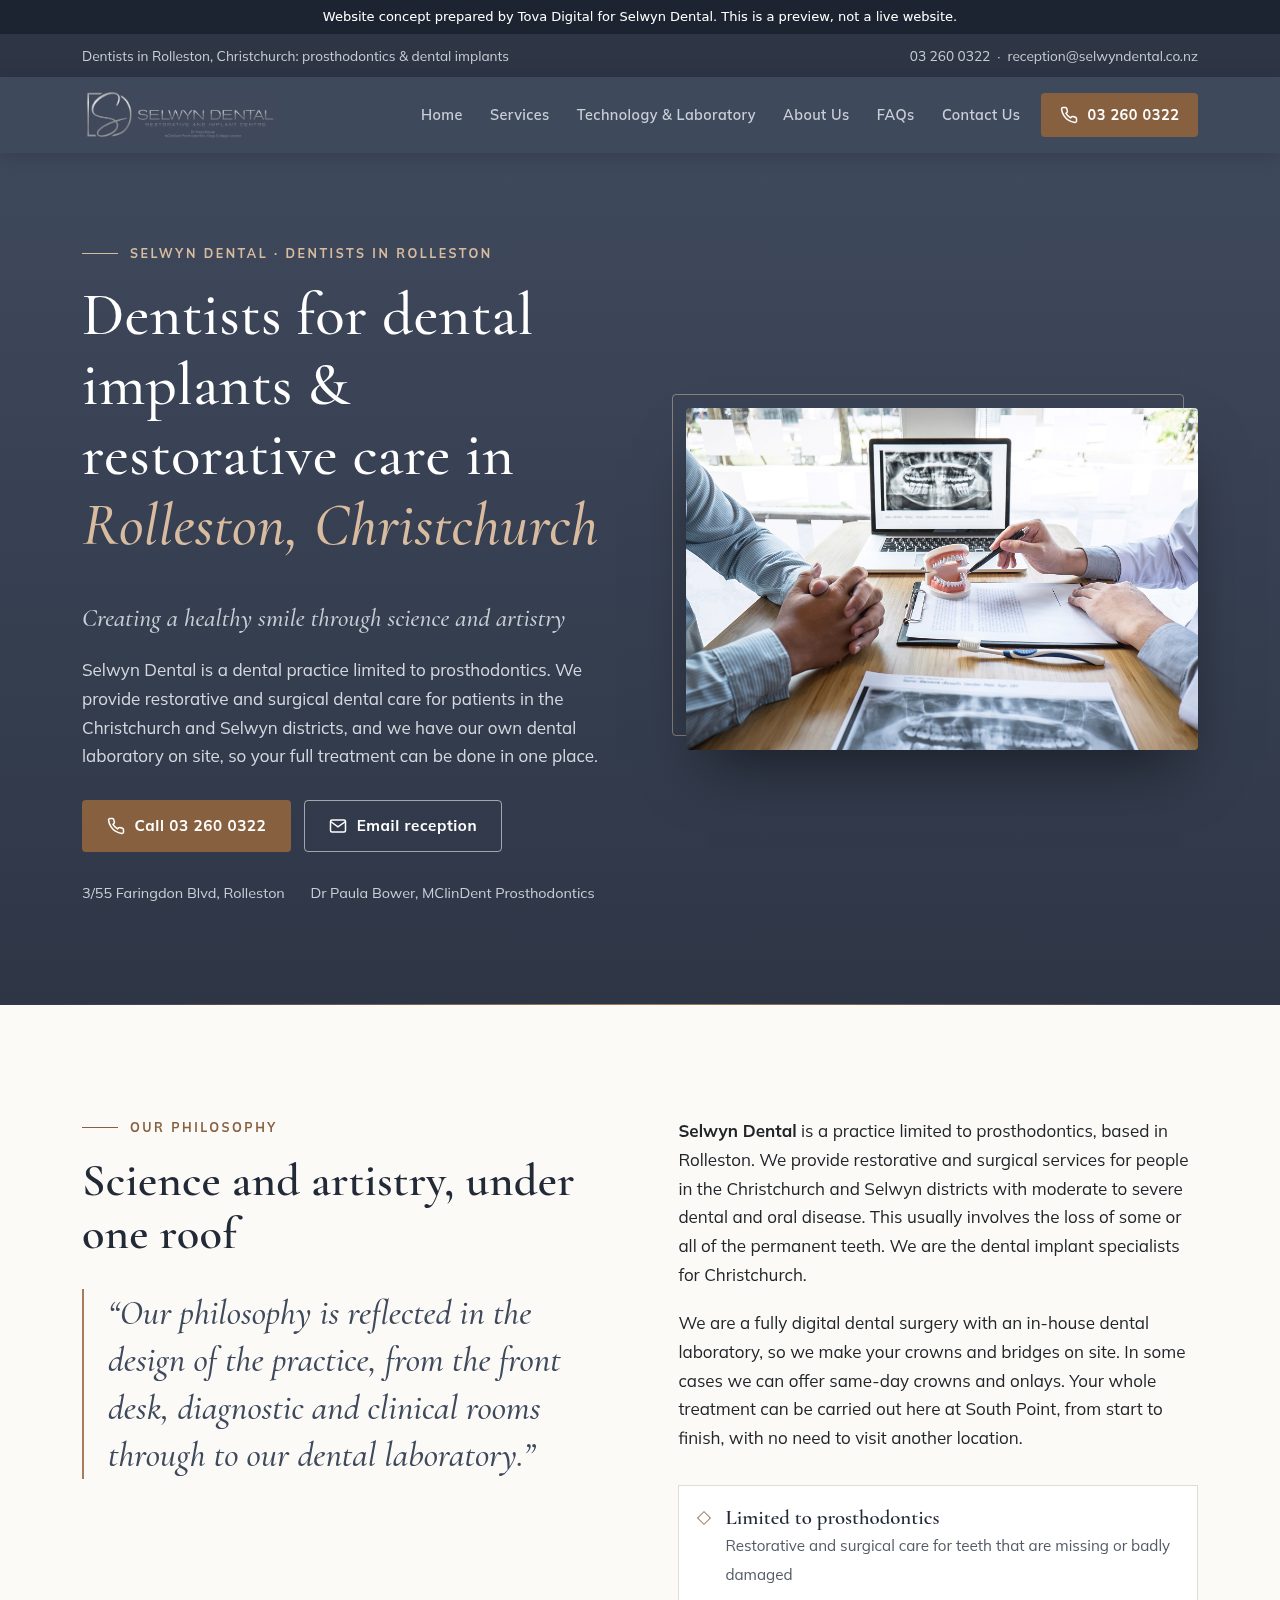 Website concept prepared by Tova Digital for Selwyn Dental. This is a preview, not a live website.
Dentists in Rolleston, Christchurch: prosthodontics & dental implants
03 260 0322 · reception@selwyndental.co.nz
SELWYN DENTAL
RESTORATIVE AND IMPLANT CENTRE
Home Services Technology & Laboratory About Us FAQs Contact Us 03 260 0322
SELWYN DENTAL · DENTISTS IN ROLLESTON
Dentists for dental
implants &
restorative care in
Rolleston, Christchurch
Creating a healthy smile through science and artistry
Selwyn Dental is a dental practice limited to prosthodontics. We
provide restorative and surgical dental care for patients in the
Christchurch and Selwyn districts, and we have our own dental
laboratory on site, so your full treatment can be done in one place.
Call 03 260 0322 Email reception
3/55 Faringdon Blvd, Rolleston Dr Paula Bower, MClinDent Prosthodontics
OUR PHILOSOPHY
Science and artistry, under
one roof
“Our philosophy is reflected in the
design of the practice, from the front
desk, diagnostic and clinical rooms
through to our dental laboratory.”
Selwyn Dental is a practice limited to prosthodontics, based in
Rolleston. We provide restorative and surgical services for people
in the Christchurch and Selwyn districts with moderate to severe
dental and oral disease. This usually involves the loss of some or
all of the permanent teeth. We are the dental implant specialists
for Christchurch.
We are a fully digital dental surgery with an in-house dental
laboratory, so we make your crowns and bridges on site. In some
cases we can offer same-day crowns and onlays. Your whole
treatment can be carried out here at South Point, from start to
finish, with no need to visit another location.
Limited to prosthodontics
Restorative and surgical care for teeth that are missing or badly
damaged